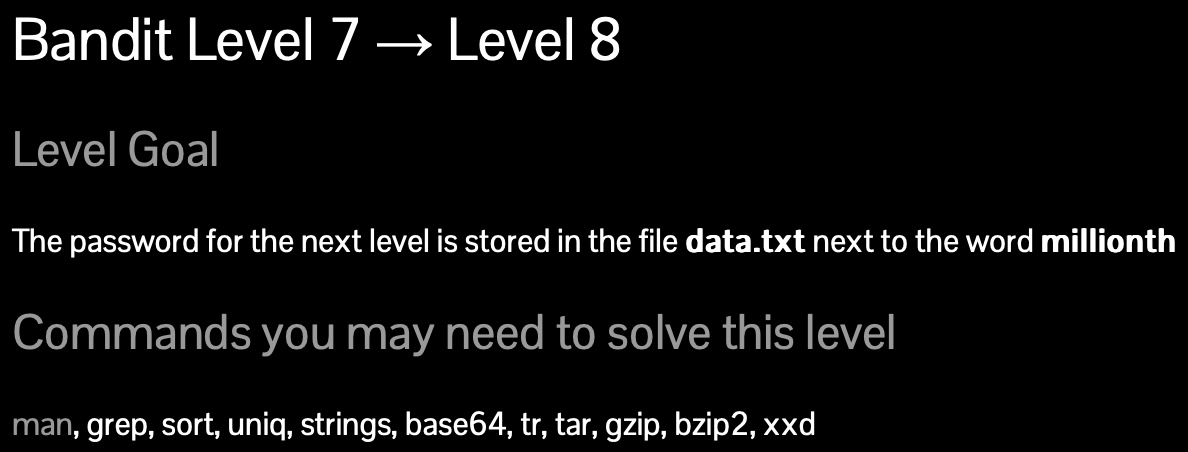 Bandit Level 7 → Level 8
Level Goal
The password for the next level is stored in the file data.txt next to the word millionth
Commands you may need to solve this level
man, grep, sort, uniq, strings, base64, tr, tar, gzip, bzip2, xxd